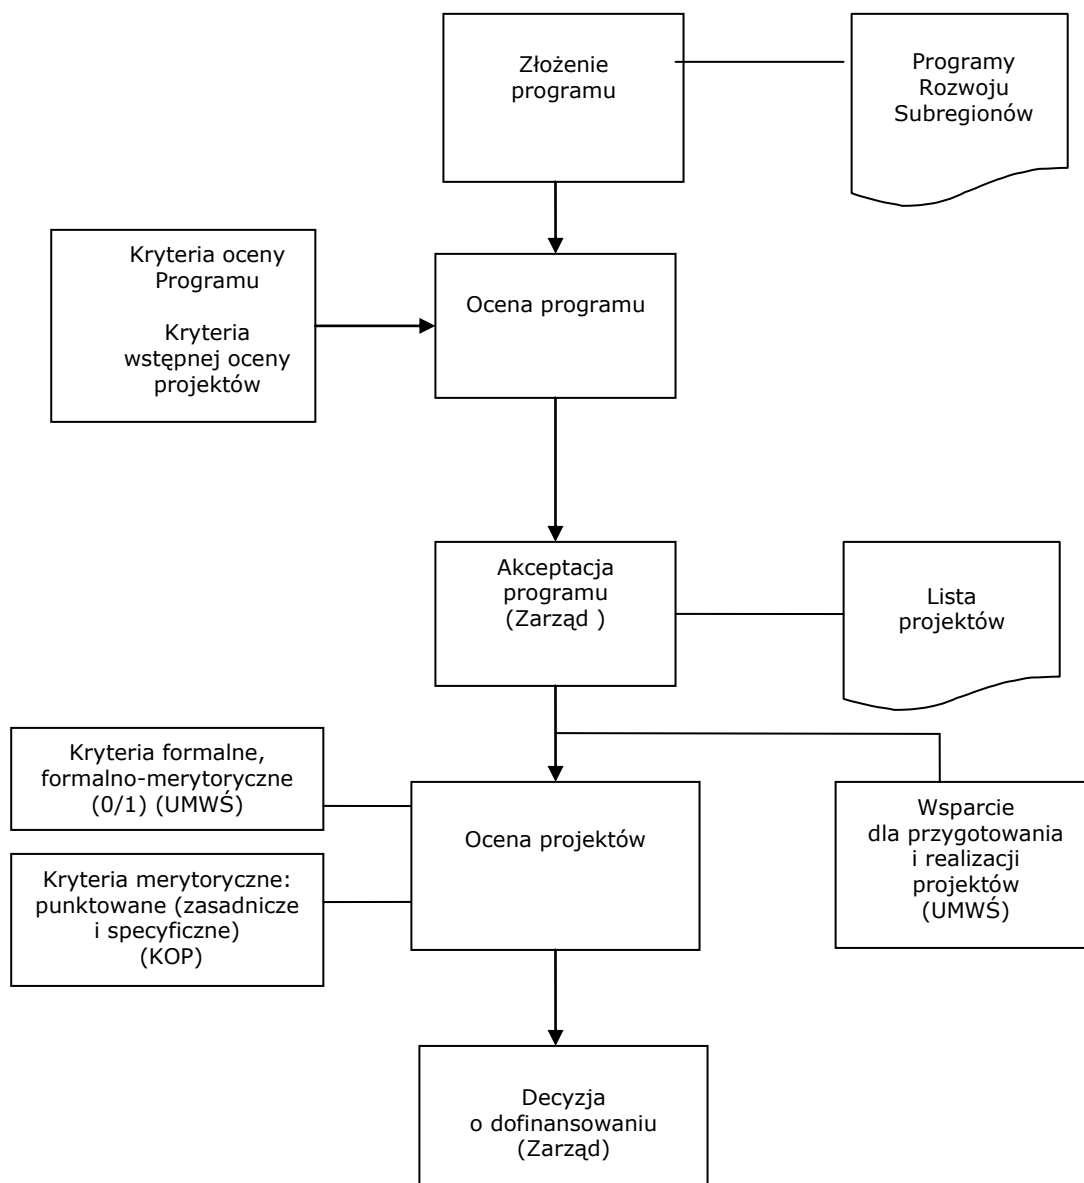 Złożenie
programu
Programy
Rozwoju
Subregionów
Kryteria oceny
Programu
Kryteria
wstępnej oceny
projektów
Ocena programu
Akceptacja
programu
(Zarząd )
Lista
projektów
Kryteria formalne,
formalno-merytoryczne
(0/1) (UMWŚ)
Kryteria merytoryczne:
punktowane (zasadnicze
i specyficzne)
(KOP)
Ocena projektów
Wsparcie
dla przygotowania
i realizacji
projektów
(UMWŚ)
Decyzja
o dofinansowaniu
(Zarząd)